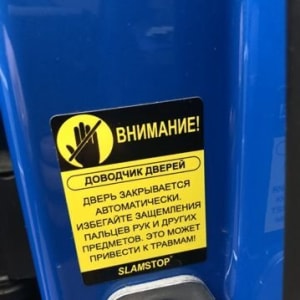 ВНИМАНИЕ!
ДОВОДЧИК ДВЕРЕЙ
ДВЕРЬ ЗАКРЫВАЕТСЯ
АВТОМАТИЧЕСКИ.
ИЗБЕГАЙТЕ ЗАЩЕМЛЕНИЯ
ПАЛЬЦЕВ РУК И ДРУГИХ
ПРЕДМЕТОВ. ЭТО МОЖЕТ
ПРИВЕСТИ К ТРАВМАМ!
SLAMSTOP